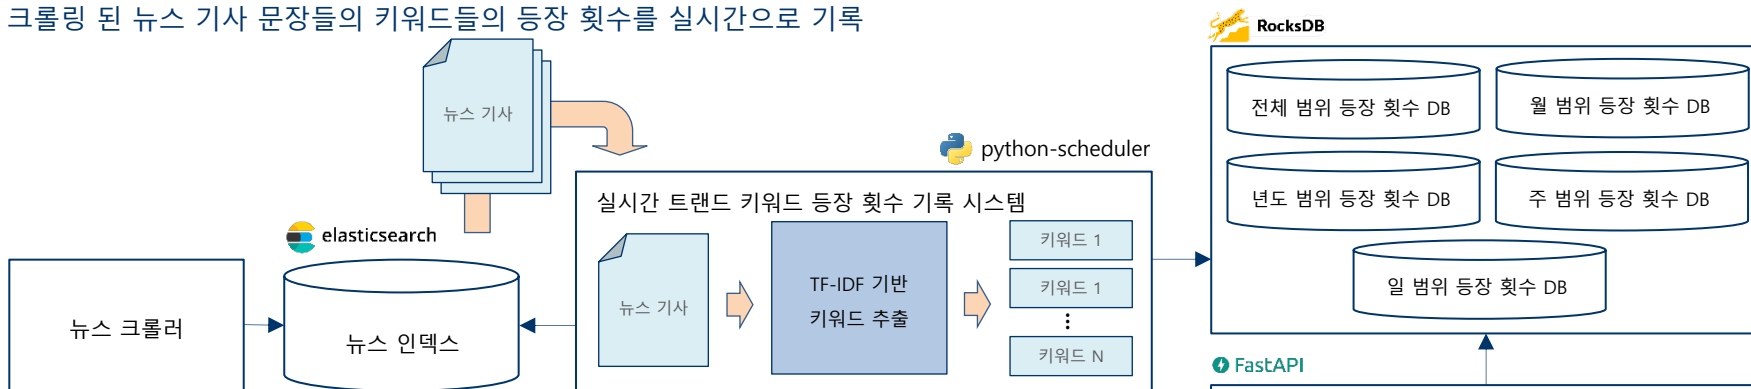 크롤링 된 뉴스 기사 문장들의 키워드들의 등장 횟수를 실시간으로 기록
RocksDB
전체 범위 등장 횟수 DB
월 범위 등장 횟수 DB
년도 범위 등장 횟수 DB
주 범위 등장 횟수 DB
일 범위 등장 횟수 DB
뉴스 기사
python-scheduler
실시간 트랜드 키워드 등장 횟수 기록 시스템
뉴스 기사
TF-IDF 기반
키워드 추출
키워드 1
키워드 1
⋮
키워드 N
elasticsearch
뉴스 크롤러
뉴스 인덱스
FastAPI